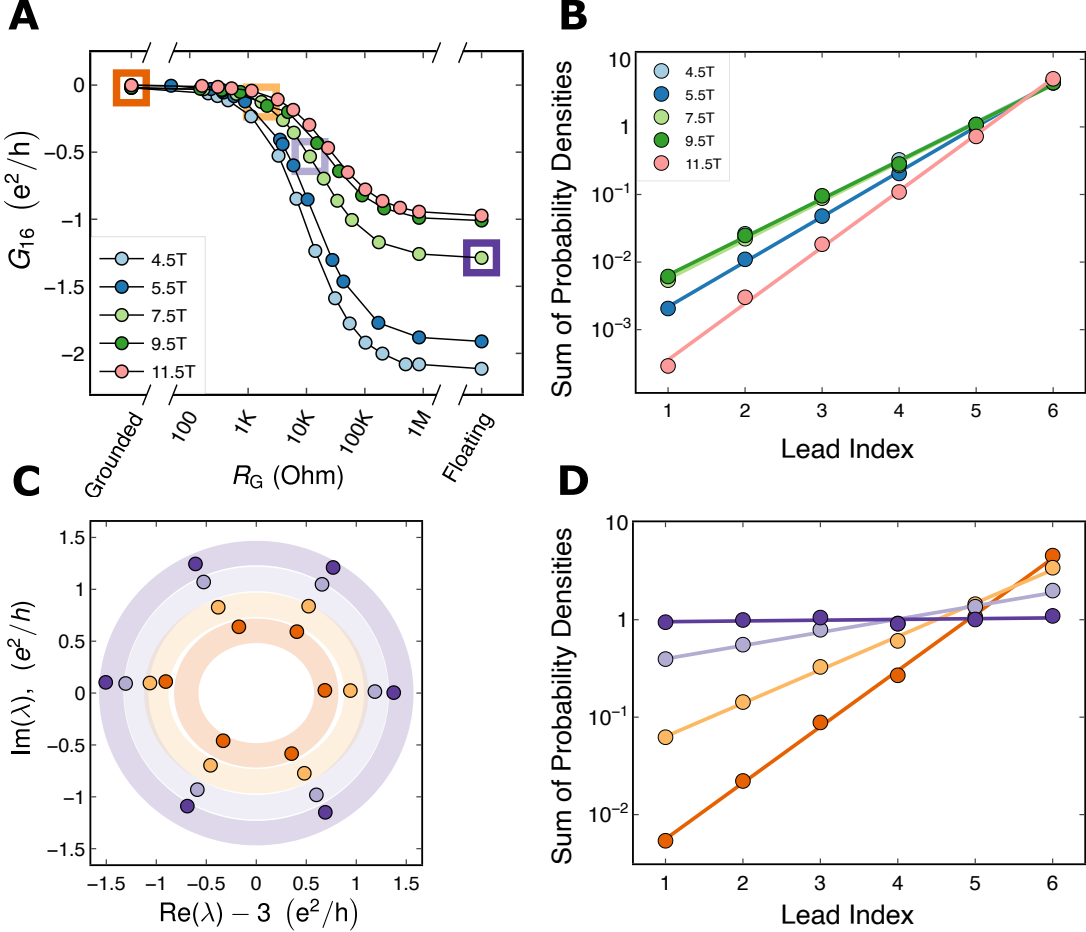 A
0
−0.5
−1
−1.5
−2
G16 (e²/h)
4.5T
5.5T
7.5T
9.5T
11.5T
Grounded
100
1K
10K
100K
1M
Floating
RG (Ohm)
B
10
1
10⁻¹
10⁻²
10⁻³
Sum of Probability Densities
4.5T
5.5T
7.5T
9.5T
11.5T
1 2 3 4 5 6
Lead Index
C
1.5
1
0.5
0
−0.5
−1
−1.5
Im(λ), (e²/h)
−1.5 −1 −0.5 0 0.5 1 1.5
Re(λ) − 3 (e²/h)
D
10
1
10⁻¹
10⁻²
Sum of Probability Densities
1 2 3 4 5 6
Lead Index